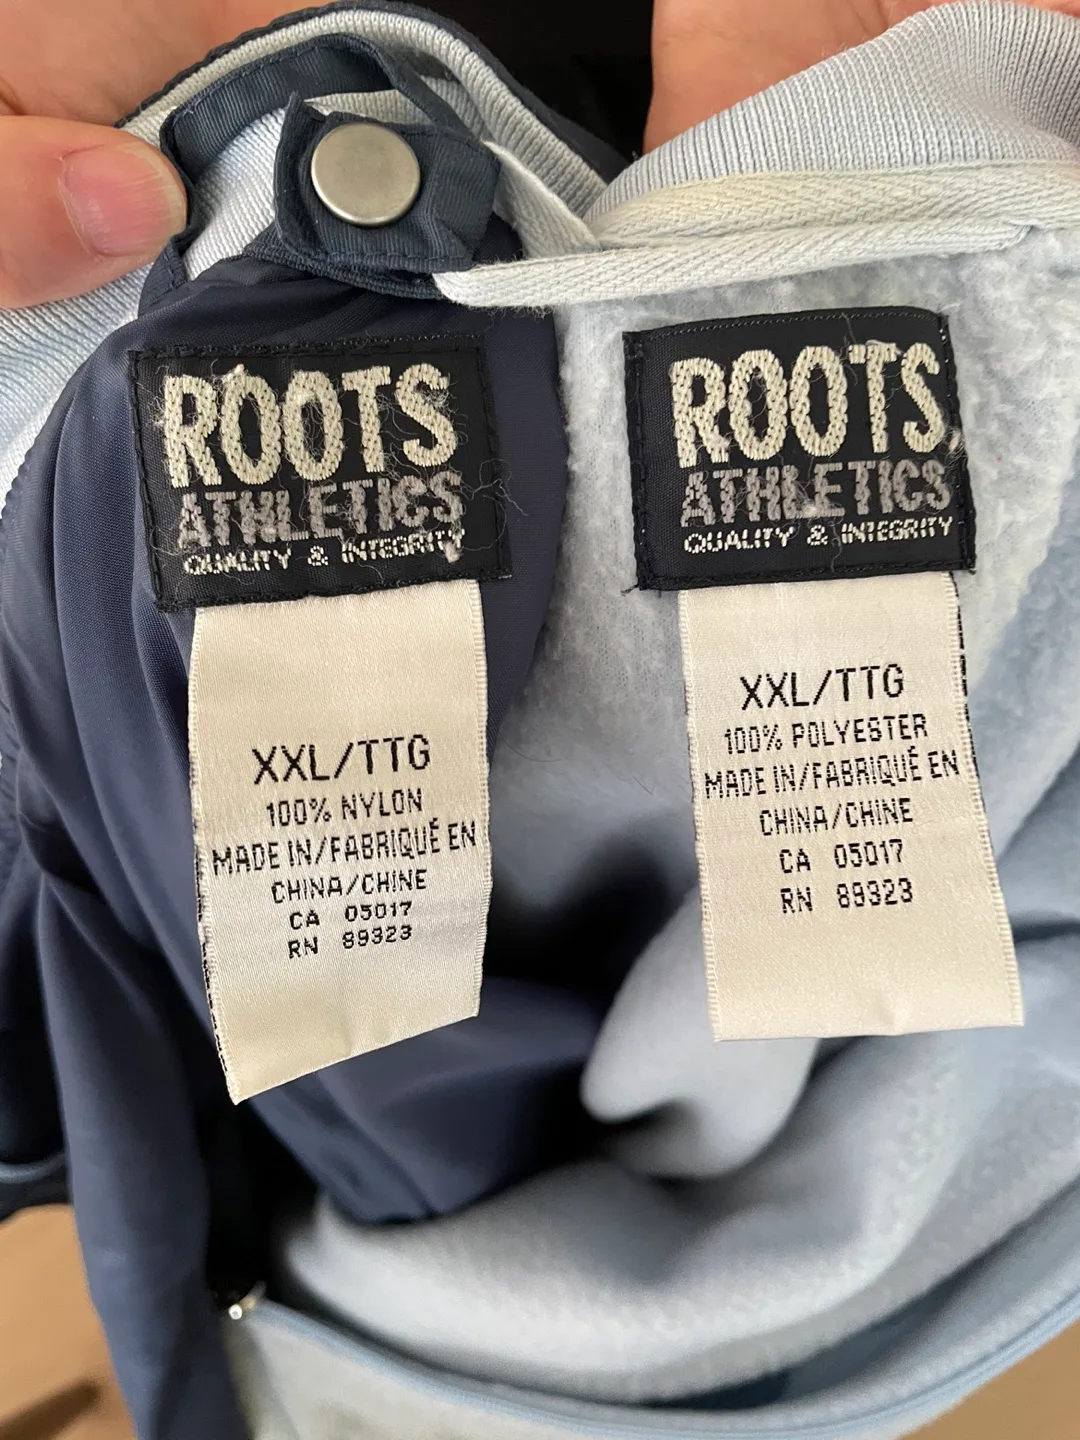 ROOTS
ATHLETICS
QUALITY & INTEGRITY
XXL/TTG
100% NYLON
MADE IN/FABRIQUÉ EN
CHINA/CHINE
CA 05017
RN 89323
ROOTS
ATHLETICS
QUALITY & INTEGRITY
XXL/TTG
100% POLYESTER
MADE IN/FABRIQUÉ EN
CHINA/CHINE
CA 05017
RN 89323